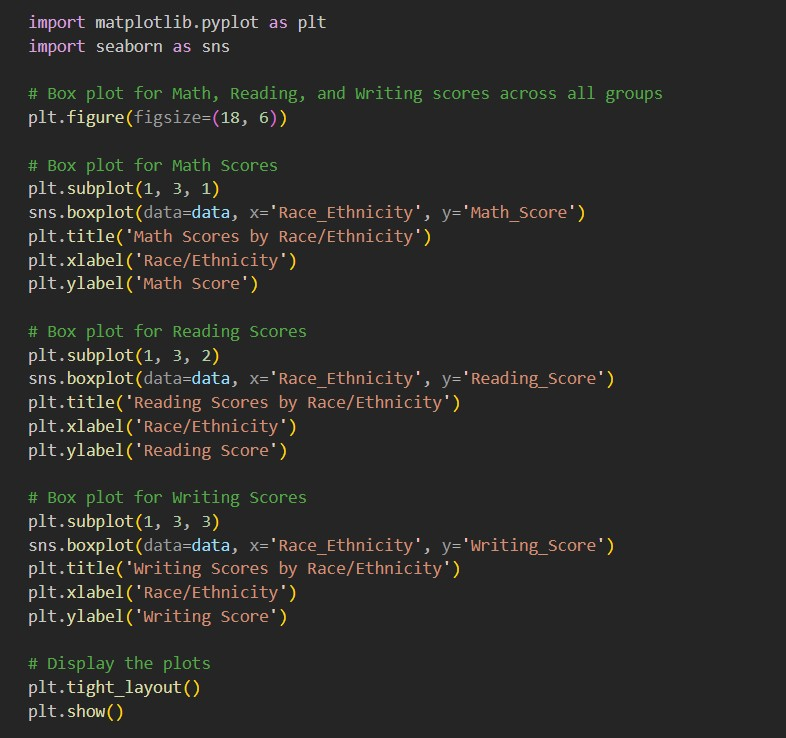 import matplotlib.pyplot as plt
import seaborn as sns
# Box plot for Math, Reading, and Writing scores across all groups
plt.figure(figsize=(18, 6))
# Box plot for Math Scores
plt.subplot(1, 3, 1)
sns.boxplot(data=data, x='Race_Ethnicity', y='Math_Score')
plt.title('Math Scores by Race/Ethnicity')
plt.xlabel('Race/Ethnicity')
plt.ylabel('Math Score')
# Box plot for Reading Scores
plt.subplot(1, 3, 2)
sns.boxplot(data=data, x='Race_Ethnicity', y='Reading_Score')
plt.title('Reading Scores by Race/Ethnicity')
plt.xlabel('Race/Ethnicity')
plt.ylabel('Reading Score')
# Box plot for Writing Scores
plt.subplot(1, 3, 3)
sns.boxplot(data=data, x='Race_Ethnicity', y='Writing_Score')
plt.title('Writing Scores by Race/Ethnicity')
plt.xlabel('Race/Ethnicity')
plt.ylabel('Writing Score')
# Display the plots
plt.tight_layout()
plt.show()